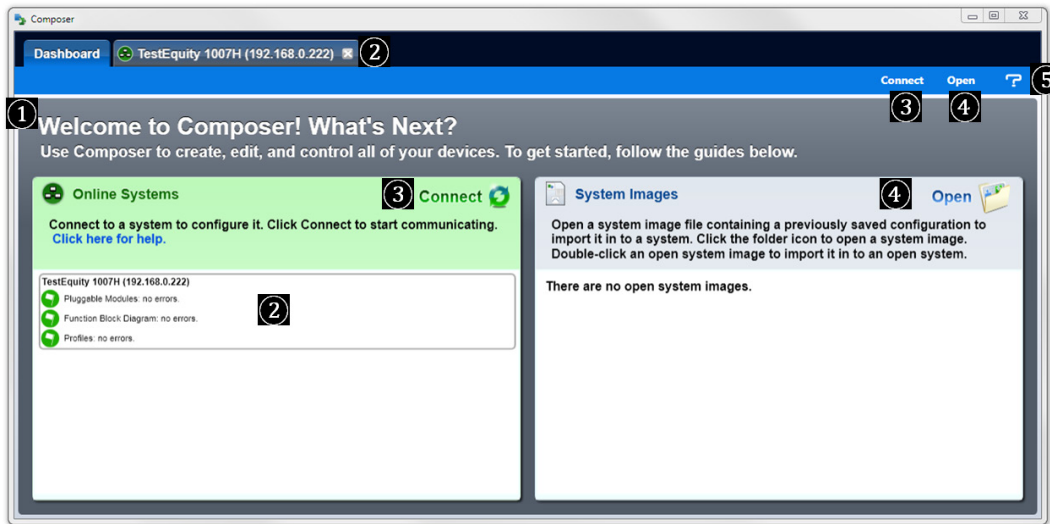 Composer
Dashboard TestEquity 1007H (192.168.0.222) 2
Connect Open ? 5
3 4
1
Welcome to Composer! What's Next?
Use Composer to create, edit, and control all of your devices. To get started, follow the guides below.
Online Systems 3 Connect
Connect to a system to configure it. Click Connect to start communicating.
Click here for help.
TestEquity 1007H (192.168.0.222)
Pluggable Modules: no errors.
2
Function Block Diagram: no errors.
Profiles: no errors.
System Images 4 Open
Open a system image file containing a previously saved configuration to
import it in to a system. Click the folder icon to open a system image.
Double-click an open system image to import it in to an open system.
There are no open system images.